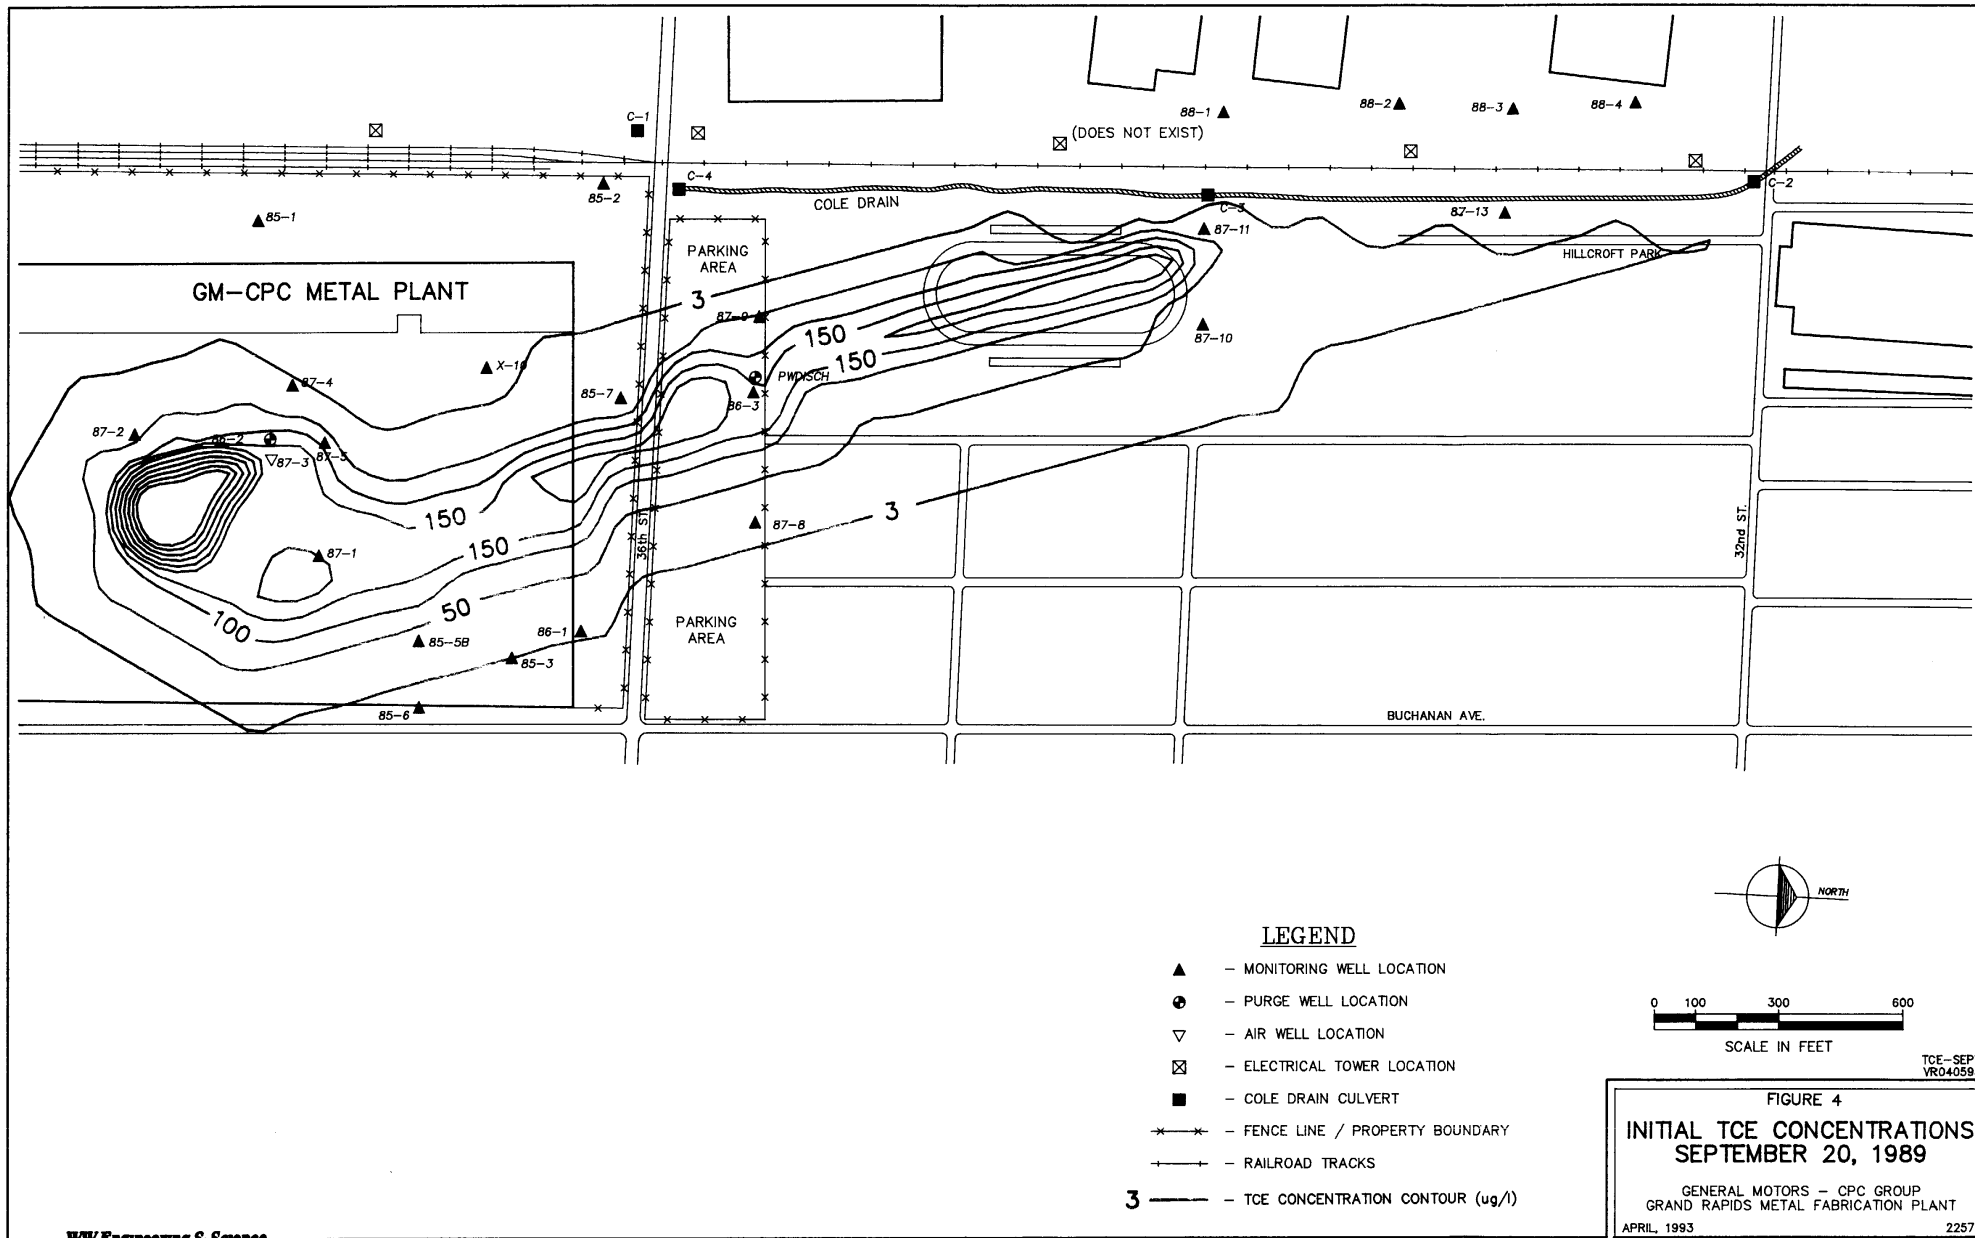 88-1
88-2
88-3
88-4
C-1
(DOES NOT EXIST)
85-2
C-4
COLE DRAIN
C-3
87-13
C-2
85-1
87-11
PARKING
AREA
HILLCROFT PARK
GM-CPC METAL PLANT
3
87-9
150
87-10
150
X-10
87-4
PWDISCH
85-7
86-3
87-2
86-2
87-5
87-3
150
3
87-8
36th ST.
32nd ST.
150
87-1
50
100
85-5B
86-1
85-3
PARKING
AREA
85-6
BUCHANAN AVE.
NORTH
LEGEND
- MONITORING WELL LOCATION
- PURGE WELL LOCATION
- AIR WELL LOCATION
- ELECTRICAL TOWER LOCATION
- COLE DRAIN CULVERT
- FENCE LINE / PROPERTY BOUNDARY
- RAILROAD TRACKS
3 - TCE CONCENTRATION CONTOUR (ug/l)
0 100 300 600
SCALE IN FEET
TCE-SEP
VR04059
FIGURE 4
INITIAL TCE CONCENTRATIONS
SEPTEMBER 20, 1989
GENERAL MOTORS - CPC GROUP
GRAND RAPIDS METAL FABRICATION PLANT
APRIL, 1993 2257
WW Engineering & Science